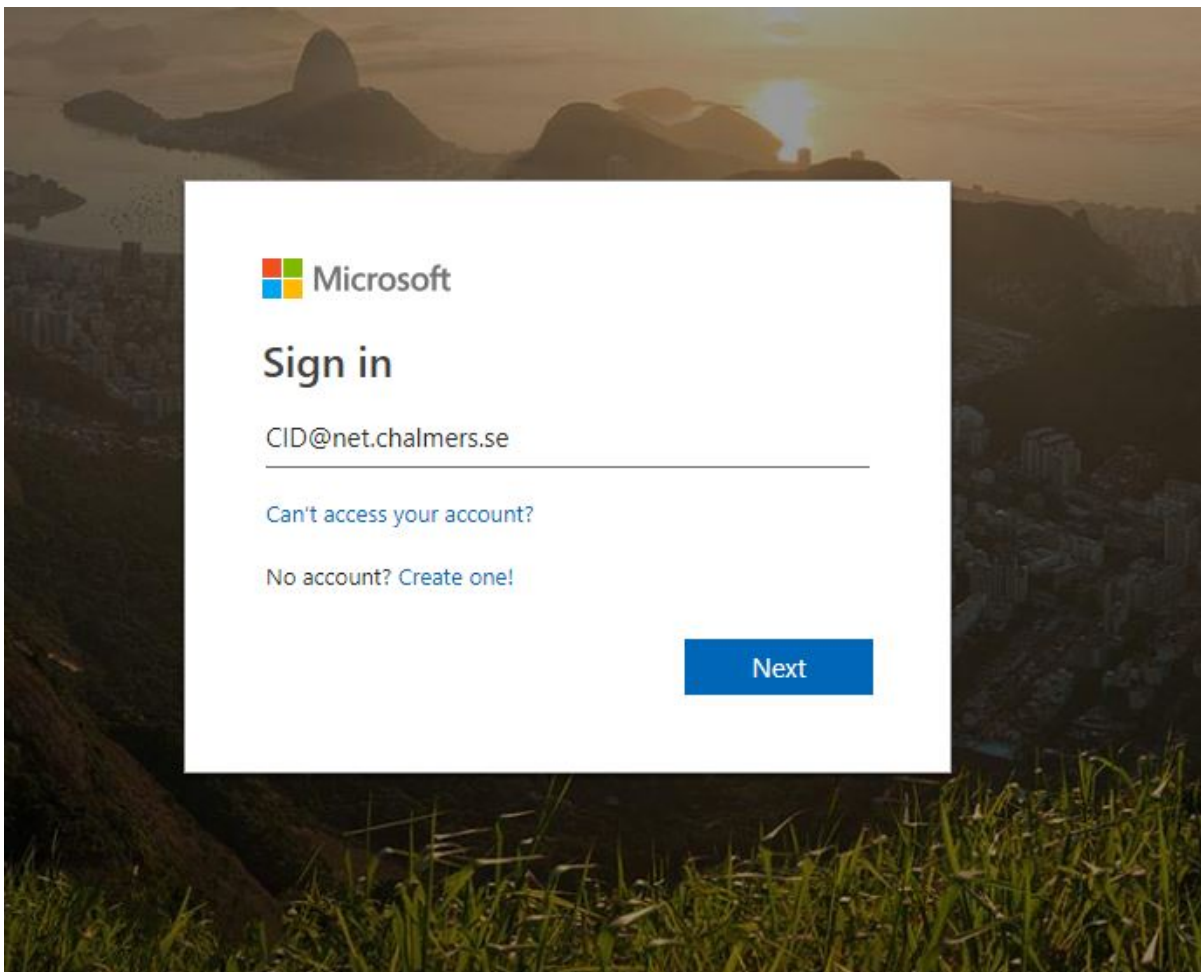 Microsoft
Sign in
CID@net.chalmers.se
Can't access your account?
No account? Create one!
Next